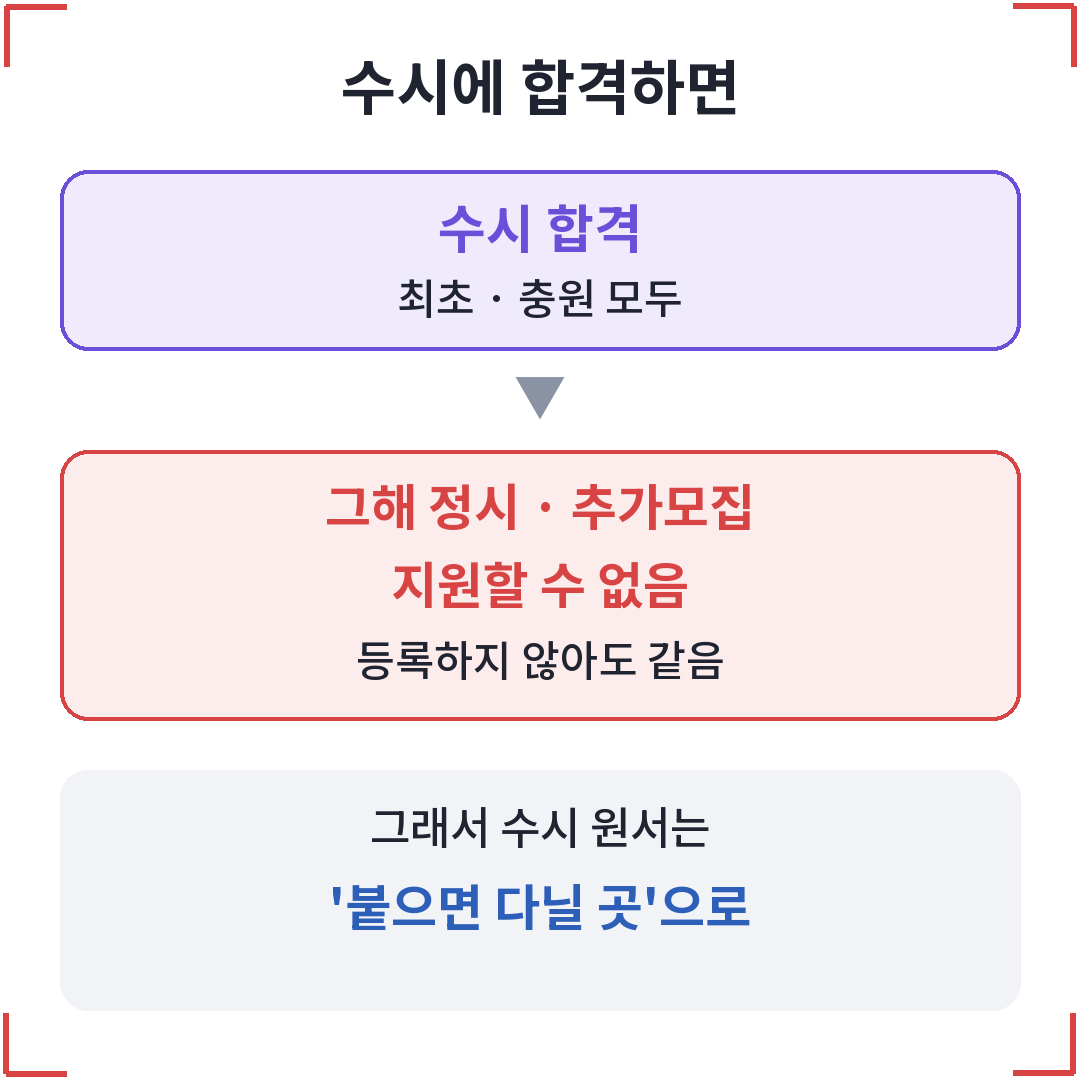 수시에 합격하면
수시 합격
최초 · 충원 모두
그해 정시 · 추가모집
지원할 수 없음
등록하지 않아도 같음
그래서 수시 원서는
'붙으면 다닐 곳'으로